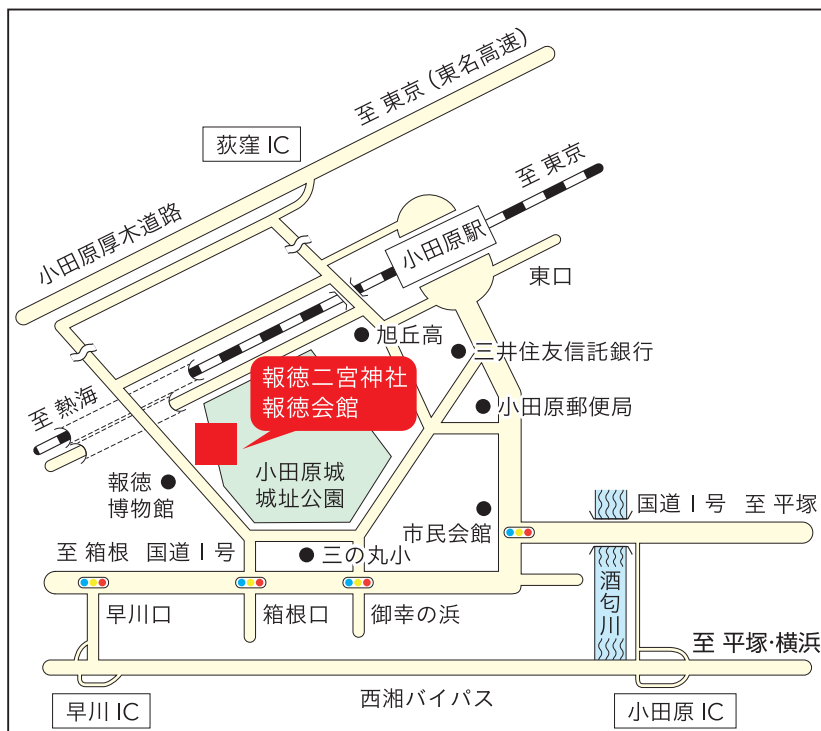 至 東京 (東名高速)
荻窪 IC
至 東京
小田原厚木道路
小田原駅
東口
旭丘高
三井住友信託銀行
報徳二宮神社
報徳会館
小田原郵便局
至 熱海
小田原城
城址公園
報徳
博物館
国道1号 至 平塚
市民会館
至 箱根 国道1号
三の丸小
酒匂川
早川口
箱根口
御幸の浜
至 平塚・横浜
西湘バイパス
早川 IC
小田原 IC